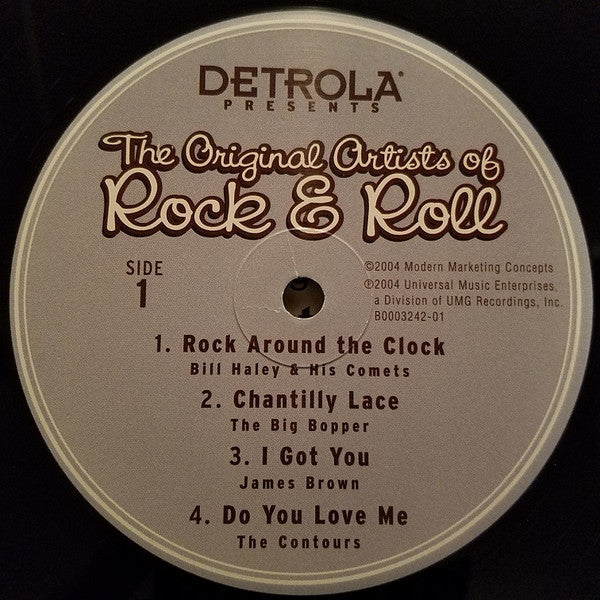 DETROLA®
PRESENTS
The Original Artists of
Rock & Roll
SIDE
1
©2004 Modern Marketing Concepts
℗2004 Universal Music Enterprises,
a Division of UMG Recordings, Inc.
B0003242-01
1. Rock Around the Clock
Bill Haley & His Comets
2. Chantilly Lace
The Big Bopper
3. I Got You
James Brown
4. Do You Love Me
The Contours